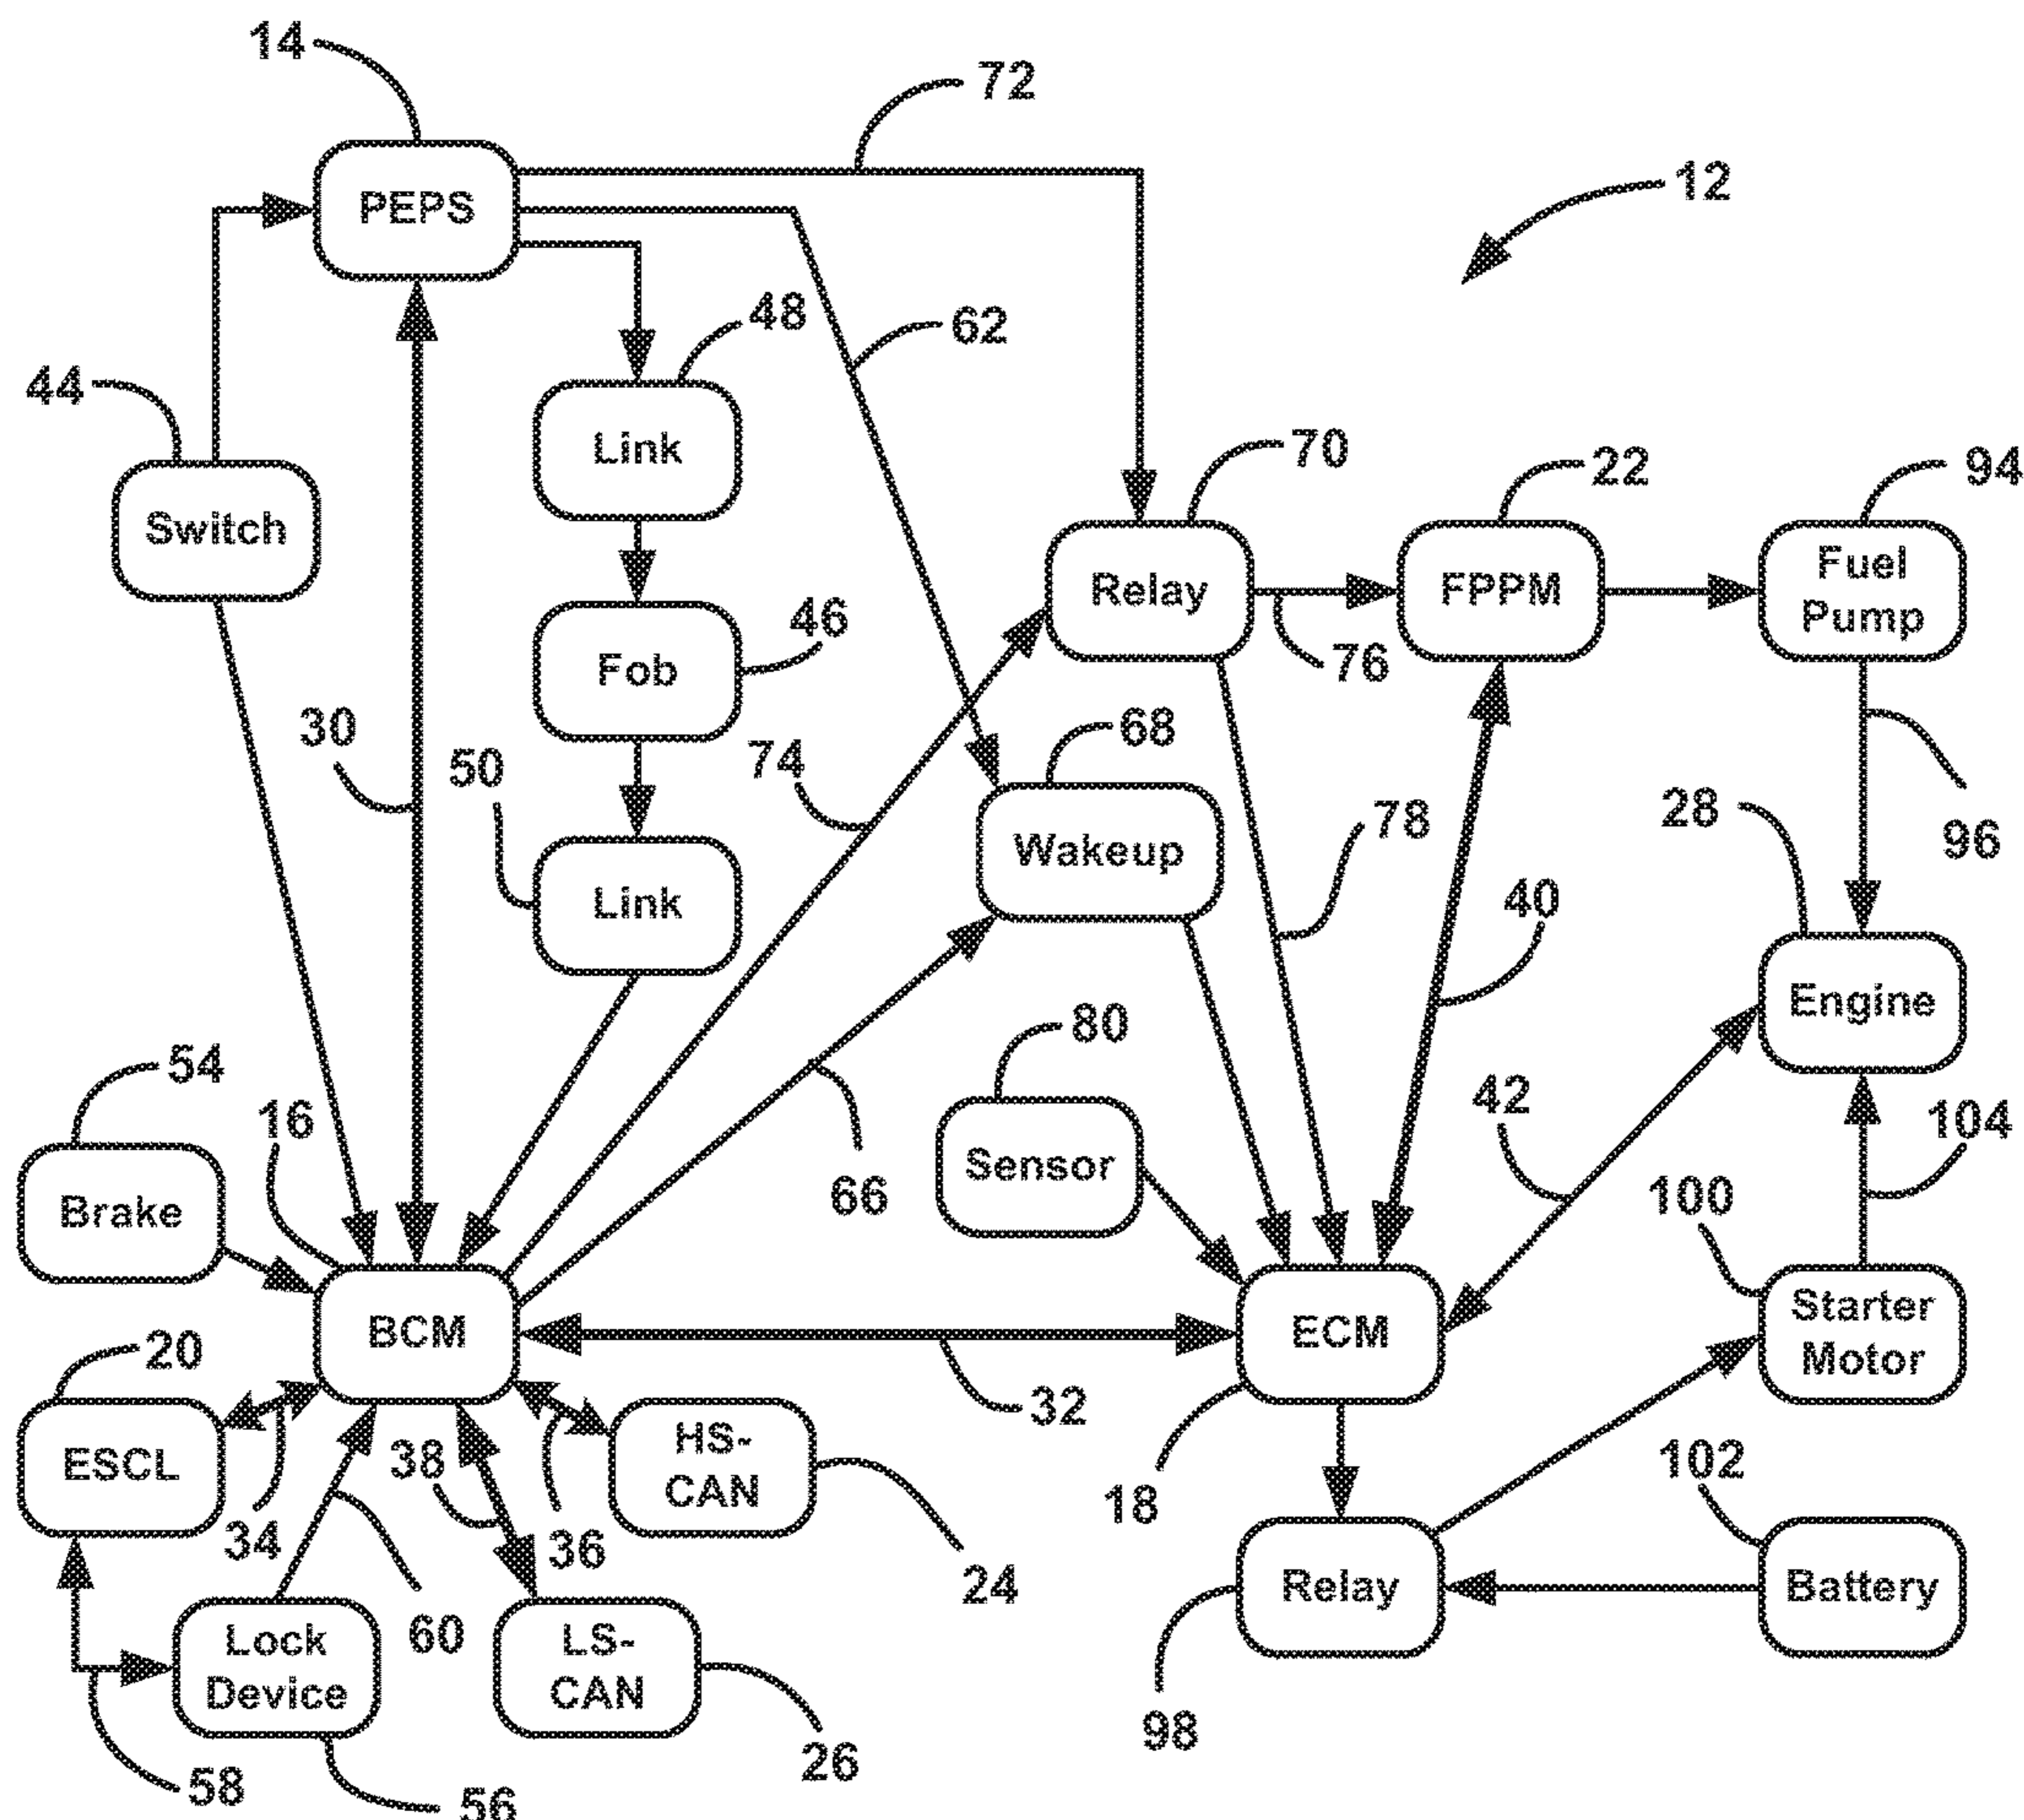 14
72
12
PEPS
48
62
44
Link
70
22
94
Switch
Relay
FPPM
Fuel
Pump
46
Fob
76
30
74
68
50
28
78
96
Wakeup
Link
40
Engine
80
54
42
104
16
Sensor
66
100
Brake
BCM
ECM
Starter
Motor
20
32
38
HS-
CAN
102
ESCL
34
36
18
24
Relay
Battery
60
Lock
Device
LS-
CAN
98
26
58
56